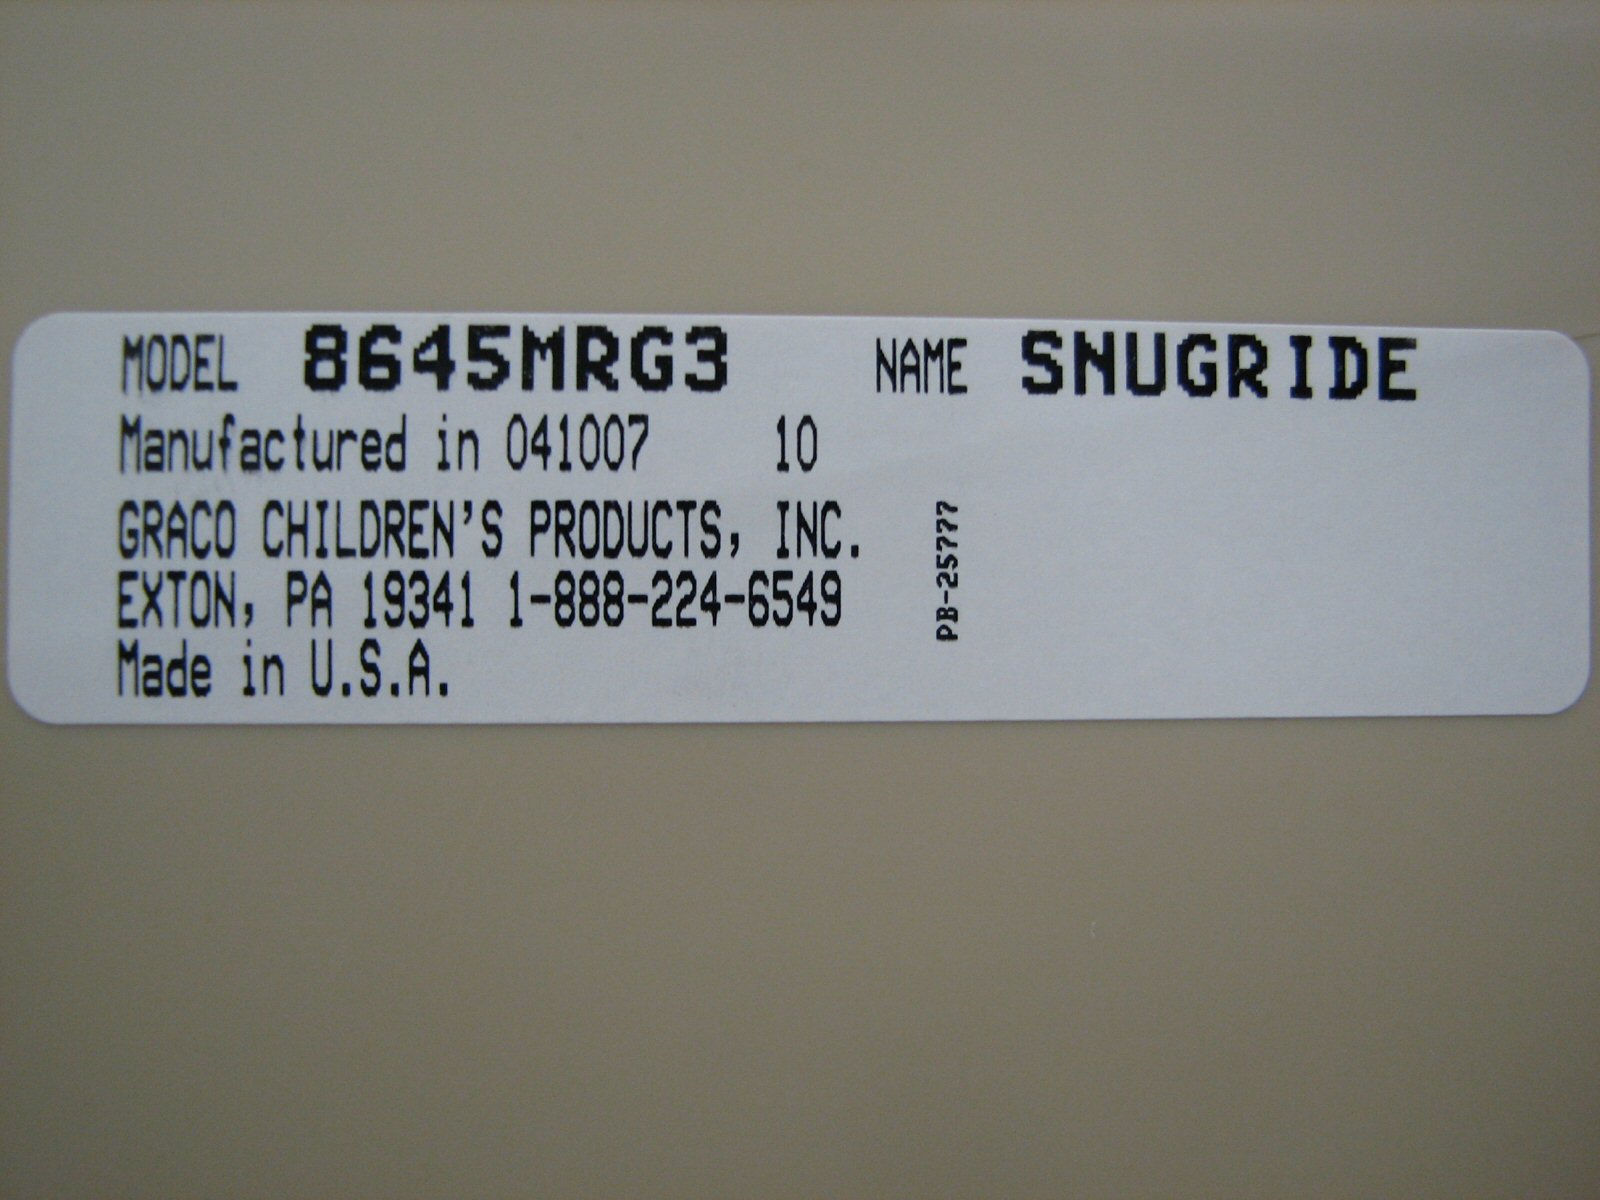 MODEL 8645MRG3 NAME SNUGRIDE
Manufactured in 041007 10
GRACO CHILDREN'S PRODUCTS, INC.
EXTON, PA 19341 1-888-224-6549
Made in U.S.A.
PB-25777